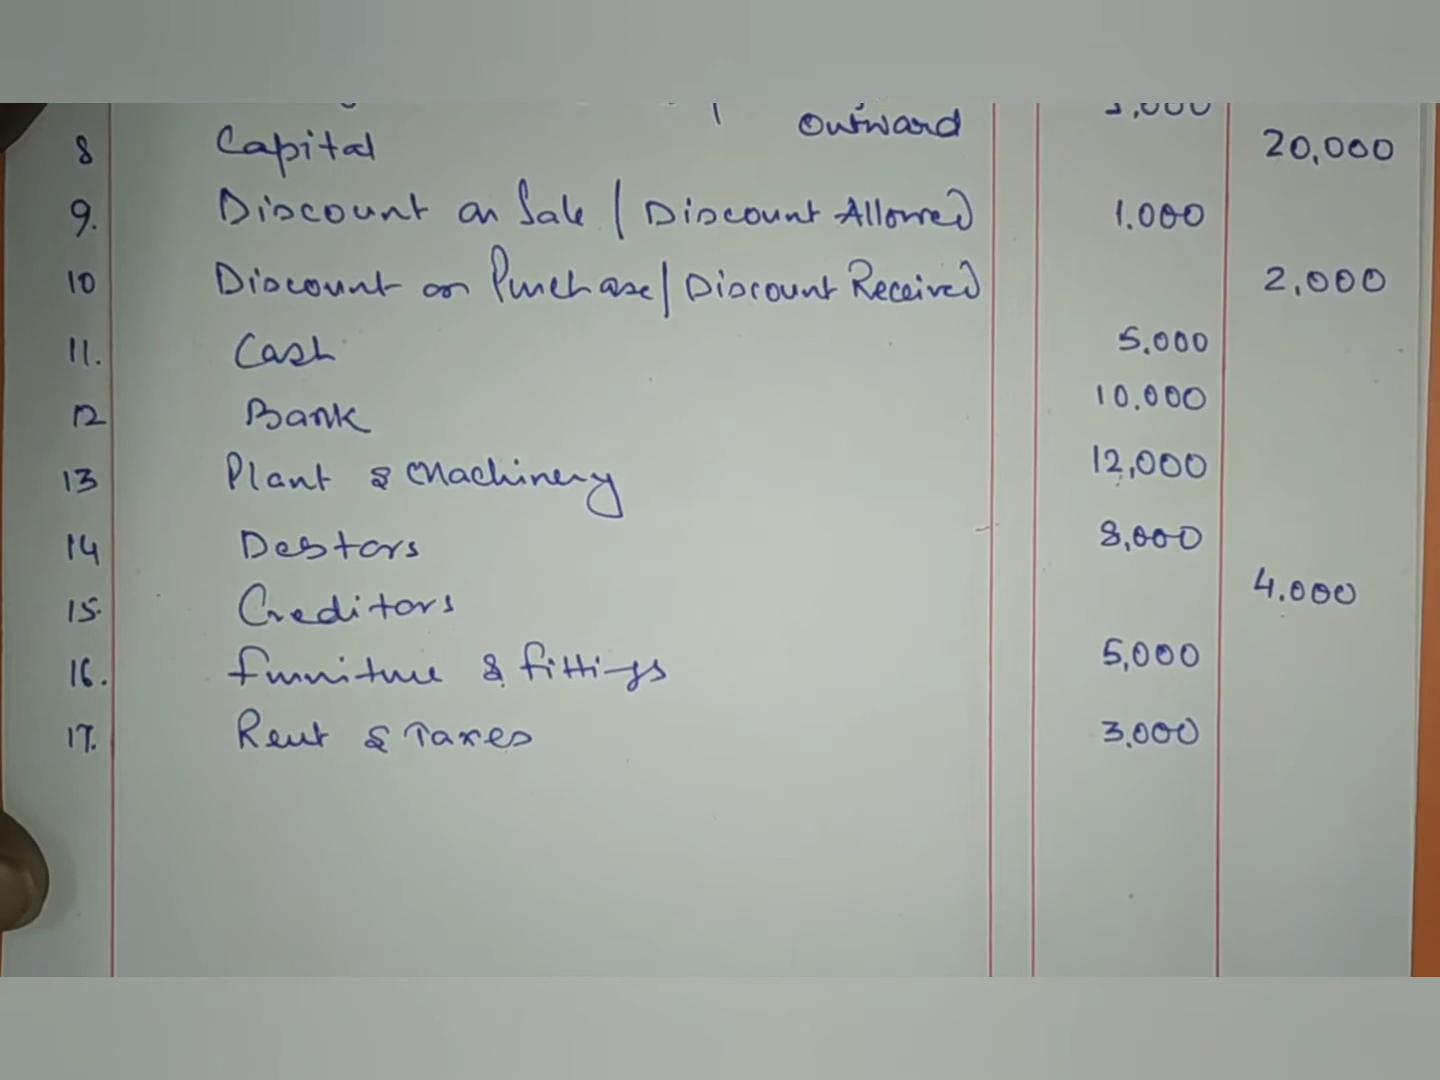 Outward
8 Capital 20,000
9. Discount on Sale / Discount Allowed 1.000
10 Discount on Purchase / Discount Received 2,000
11. Cash 5.000
12 Bank 10.000
13 Plant & Machinery 12,000
14 Debtors 8,000
15. Creditors 4.000
16. Furniture & fittings 5,000
17. Rent & Taxes 3.000